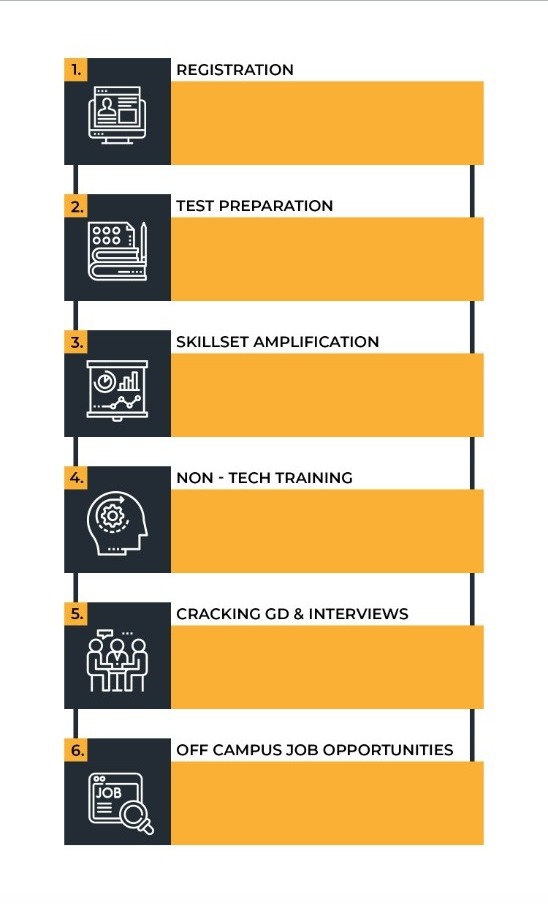 1.
REGISTRATION
2.
TEST PREPARATION
3.
SKILLSET AMPLIFICATION
4.
NON - TECH TRAINING
5.
CRACKING GD & INTERVIEWS
6.
OFF CAMPUS JOB OPPORTUNITIES
JOB